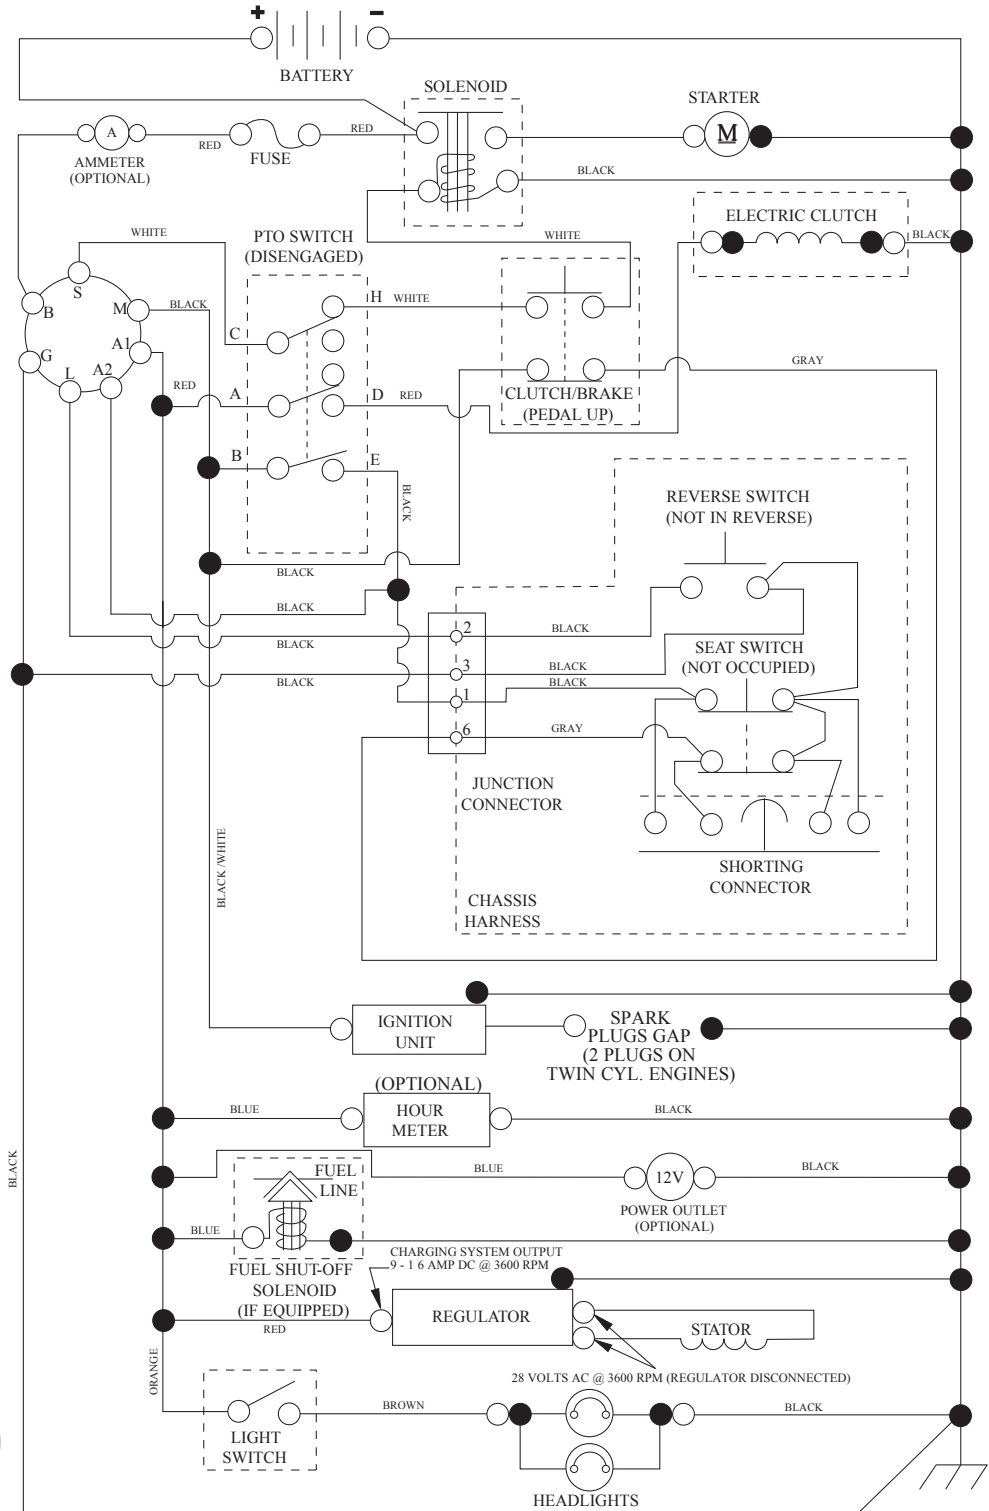 + −
BATTERY
SOLENOID
STARTER
A
M
RED
RED
FUSE
AMMETER
(OPTIONAL)
BLACK
ELECTRIC CLUTCH
BLACK
WHITE
PTO SWITCH
(DISENGAGED)
WHITE
S
B
M
BLACK
H
WHITE
C
G
A1
L
A2
GRAY
RED
A
D
RED
CLUTCH/BRAKE
(PEDAL UP)
B
E
BLACK
REVERSE SWITCH
(NOT IN REVERSE)
BLACK
BLACK
2
BLACK
BLACK
SEAT SWITCH
(NOT OCCUPIED)
3
BLACK
BLACK
BLACK
1
6
GRAY
JUNCTION
CONNECTOR
BLACK /WHITE
SHORTING
CONNECTOR
CHASSIS
HARNESS
IGNITION
UNIT
SPARK
PLUGS GAP
(2 PLUGS ON
TWIN CYL. ENGINES)
(OPTIONAL)
BLUE
HOUR
METER
BLACK
BLACK
FUEL
LINE
BLUE
12V
BLACK
POWER OUTLET
(OPTIONAL)
BLUE
CHARGING SYSTEM OUTPUT
9 - 1 6 AMP DC @ 3600 RPM
FUEL SHUT-OFF
SOLENOID
(IF EQUIPPED)
RED
REGULATOR
STATOR
ORANGE
28 VOLTS AC @ 3600 RPM (REGULATOR DISCONNECTED)
BROWN
BLACK
LIGHT
SWITCH
HEADLIGHTS